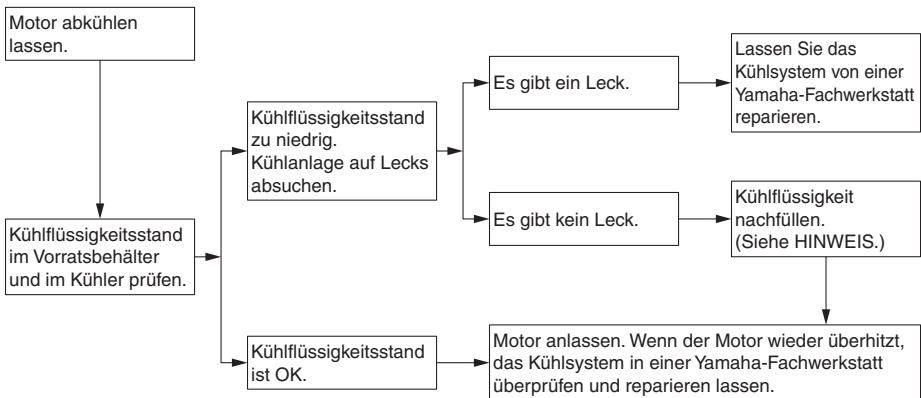 Motor abkühlen
lassen.
Kühlflüssigkeitsstand
im Vorratsbehälter
und im Kühler prüfen.
Kühlflüssigkeitsstand
zu niedrig.
Kühlanlage auf Lecks
absuchen.
Es gibt ein Leck.
Lassen Sie das
Kühlsystem von einer
Yamaha-Fachwerkstatt
reparieren.
Es gibt kein Leck.
Kühlflüssigkeit
nachfüllen.
(Siehe HINWEIS.)
Kühlflüssigkeitsstand
ist OK.
Motor anlassen. Wenn der Motor wieder überhitzt,
das Kühlsystem in einer Yamaha-Fachwerkstatt
überprüfen und reparieren lassen.